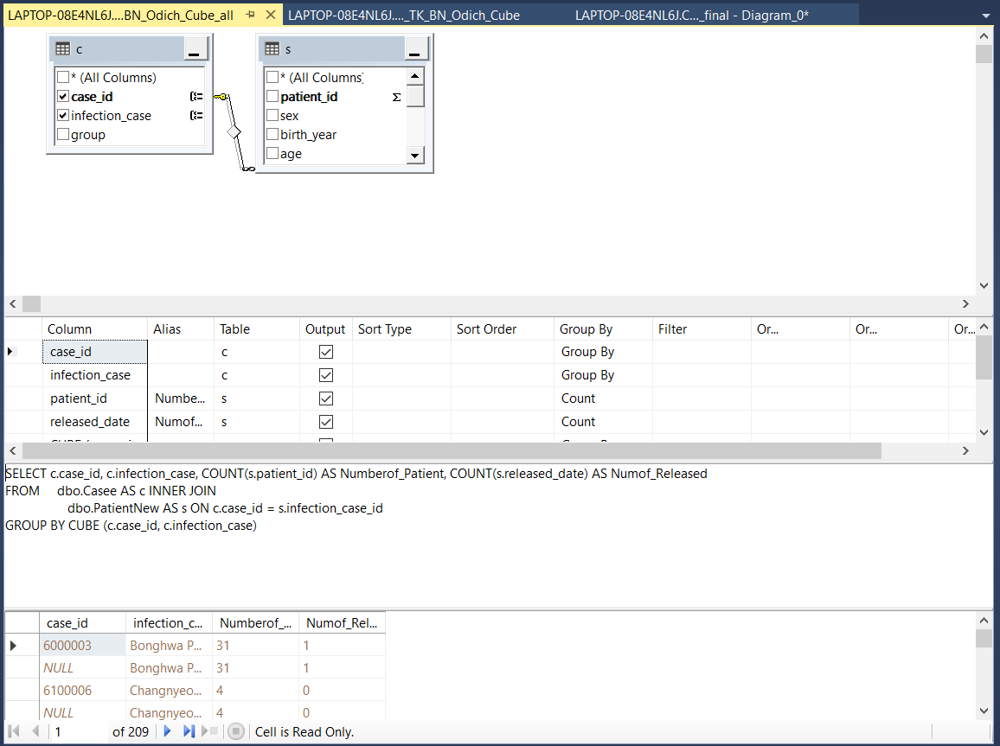 LAPTOP-08E4NL6J....BN_Odich_Cube_all LAPTOP-08E4NL6J...._TK_BN_Odich_Cube LAPTOP-08E4NL6J.C..._final - Diagram_0*
c
* (All Columns)
case_id
infection_case
group
s
* (All Columns)
patient_id Σ
sex
birth_year
age
Column Alias Table Output Sort Type Sort Order Group By Filter Or... Or... Or...
case_id c Group By
infection_case c Group By
patient_id Numbe... s Count
released_date Numof... s Count
SELECT c.case_id, c.infection_case, COUNT(s.patient_id) AS Numberof_Patient, COUNT(s.released_date) AS Numof_Released
FROM dbo.Casee AS c INNER JOIN
dbo.PatientNew AS s ON c.case_id = s.infection_case_id
GROUP BY CUBE (c.case_id, c.infection_case)
case_id infection_c... Numberof_... Numof_Rel...
6000003 Bonghwa P... 31 1
NULL Bonghwa P... 31 1
6100006 Changnyeo... 4 0
NULL Changnyeo... 4 0
1 of 209 Cell is Read Only.